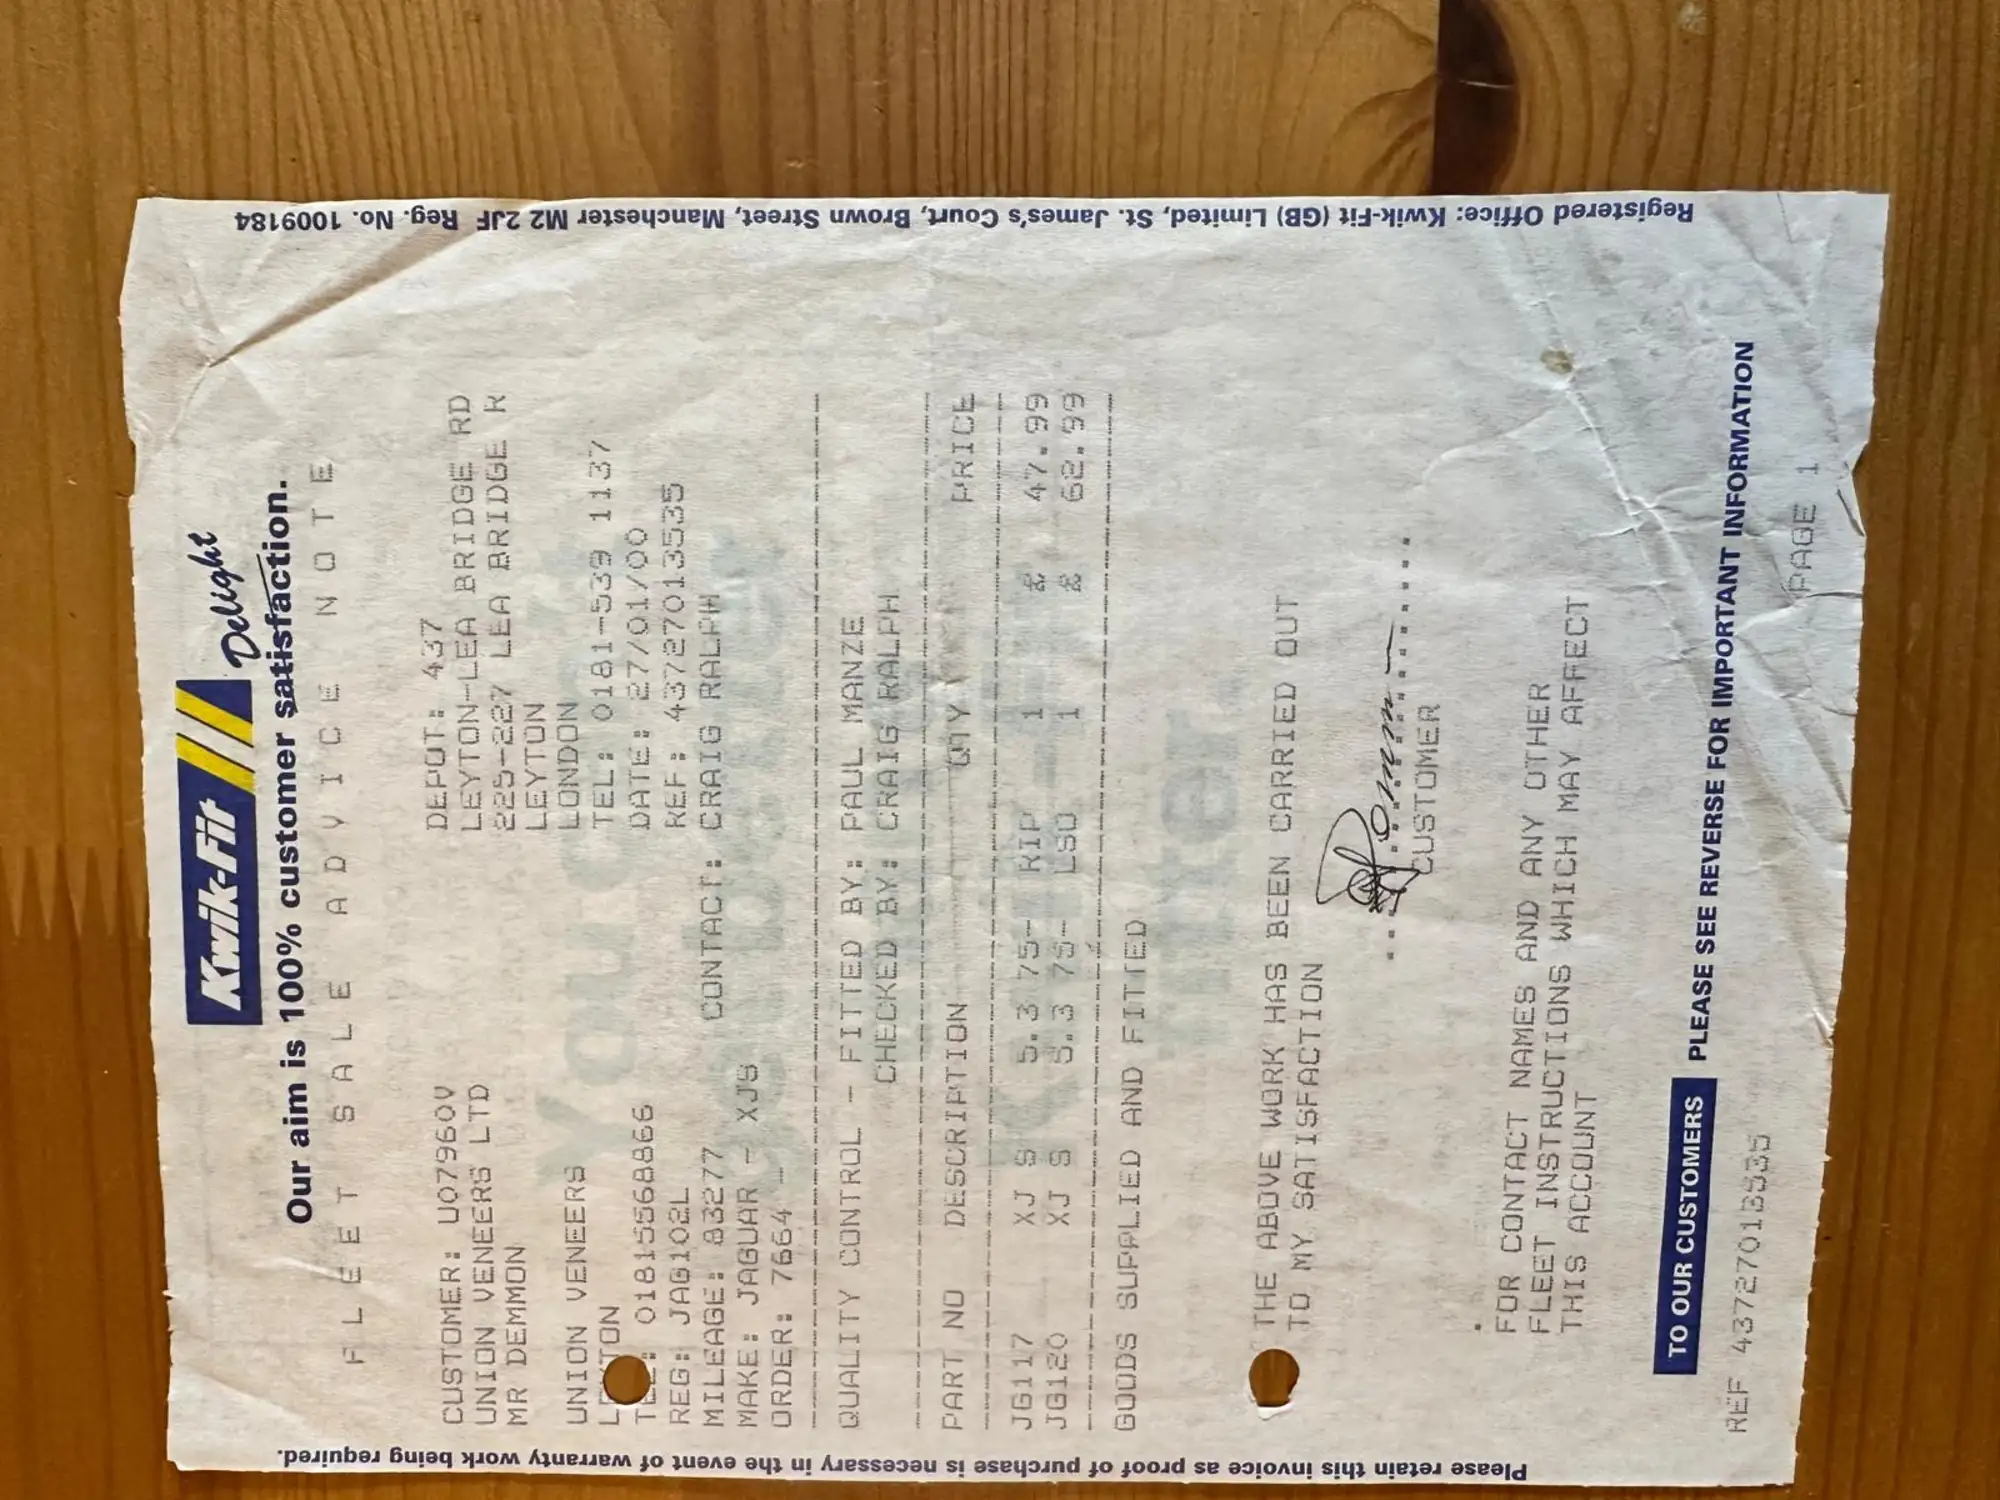 Kwik-Fit
Delight
Our aim is 100% customer satisfaction.
FLEET SALE ADVICE NOTE
CUSTOMER: U07960V DEPOT: 437
UNION VENEERS LTD LEYTON-LEA BRIDGE RD
MR DEMMON 225-227 LEA BRIDGE R
LEYTON
UNION VENEERS LONDON
TEL: 0181-539 1137
TEL: 01815568866 DATE: 27/01/00
REG: JAG102L REF: 43727013535
MILEAGE: 83277 CONTACT: CRAIG RALPH
MAKE: JAGUAR - XJS
ORDER: 7664
QUALITY CONTROL - FITTED BY: PAUL MANZE
CHECKED BY: CRAIG RALPH
PART NO DESCRIPTION QTY PRICE
JG117 XJ S 5.3 75- RIP 1 £ 47.99
JG120 XJ S 5.3 75- LSO 1 £ 62.99
GOODS SUPPLIED AND FITTED
THE ABOVE WORK HAS BEEN CARRIED OUT
TO MY SATISFACTION
CUSTOMER
FOR CONTACT NAMES AND ANY OTHER
FLEET INSTRUCTIONS WHICH MAY AFFECT
THIS ACCOUNT
TO OUR CUSTOMERS PLEASE SEE REVERSE FOR IMPORTANT INFORMATION
REF 43727013535 PAGE 1
Please retain this invoice as proof of purchase is necessary in the event of warranty work being required.
Registered Office: Kwik-Fit (GB) Limited, St. James's Court, Brown Street, Manchester M2 2JF Reg. No. 1009184